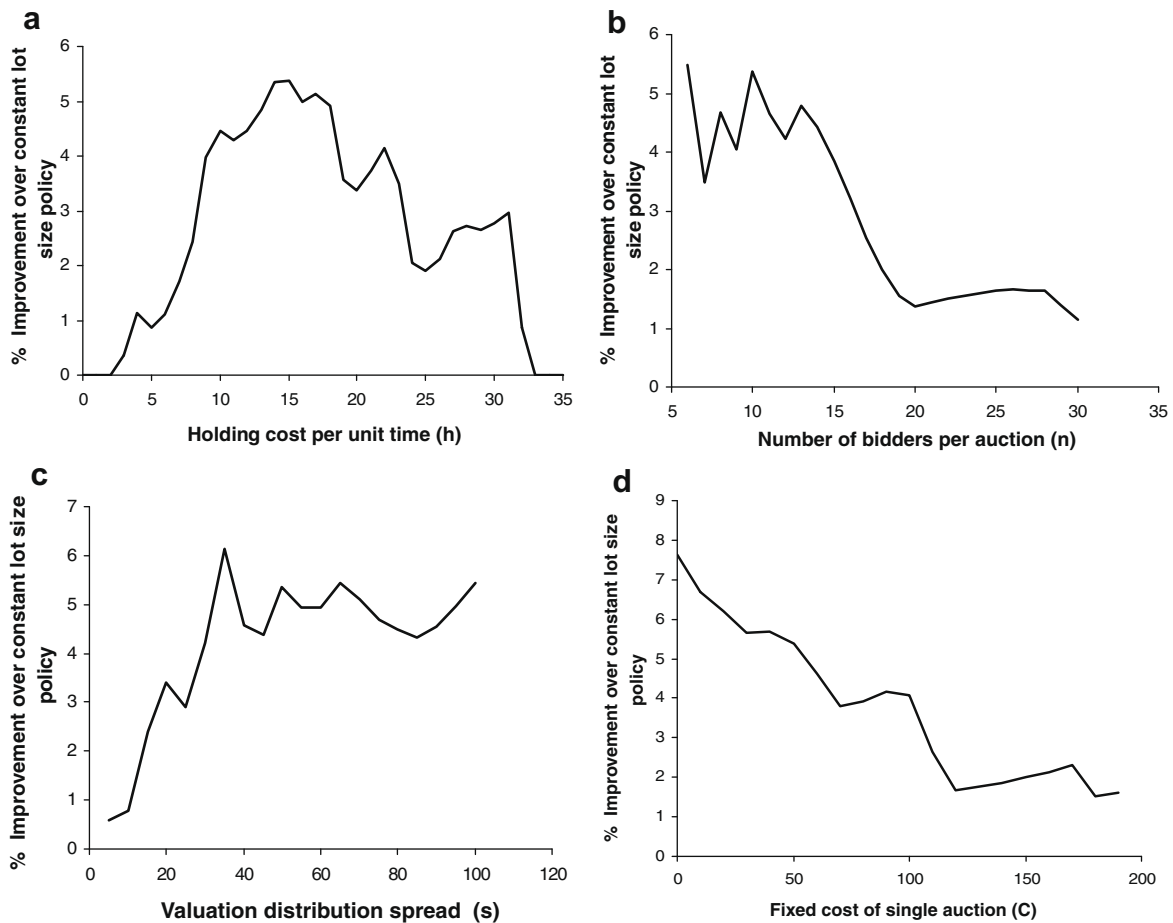 a
% Improvement over constant lot
size policy
6
5
4
3
2
1
0
0 5 10 15 20 25 30 35
Holding cost per unit time (h)
b
% Improvement over constant lot
size policy
6
5
4
3
2
1
0
5 10 15 20 25 30 35
Number of bidders per auction (n)
c
% Improvement over constant lot size
policy
7
6
5
4
3
2
1
0
0 20 40 60 80 100 120
Valuation distribution spread (s)
d
% Improvement over constant lot size
policy
9
8
7
6
5
4
3
2
1
0
0 50 100 150 200
Fixed cost of single auction (C)